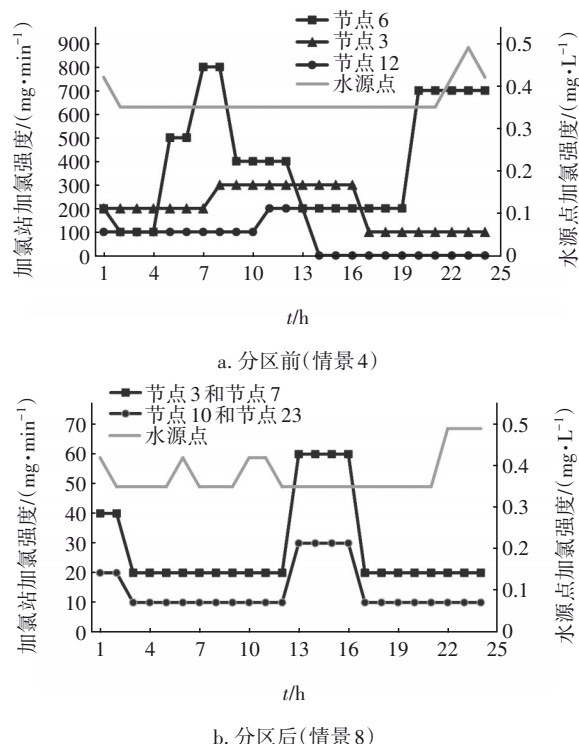 节点6
节点3
节点12
水源点
加氯站加氯强度/(mg·min⁻¹)
900
800
700
600
500
400
300
200
100
0
0.5
0.4
0.3
0.2
0.1
0
水源点加氯强度/(mg·L⁻¹)
1 4 7 10 13 16 19 22 25
t/h
a. 分区前(情景4)
节点3和节点7
节点10和节点23
水源点
加氯站加氯强度/(mg·min⁻¹)
70
60
50
40
30
20
10
0
0.5
0.4
0.3
0.2
0.1
0
水源点加氯强度/(mg·L⁻¹)
1 4 7 10 13 16 19 22 25
t/h
b. 分区后(情景8)